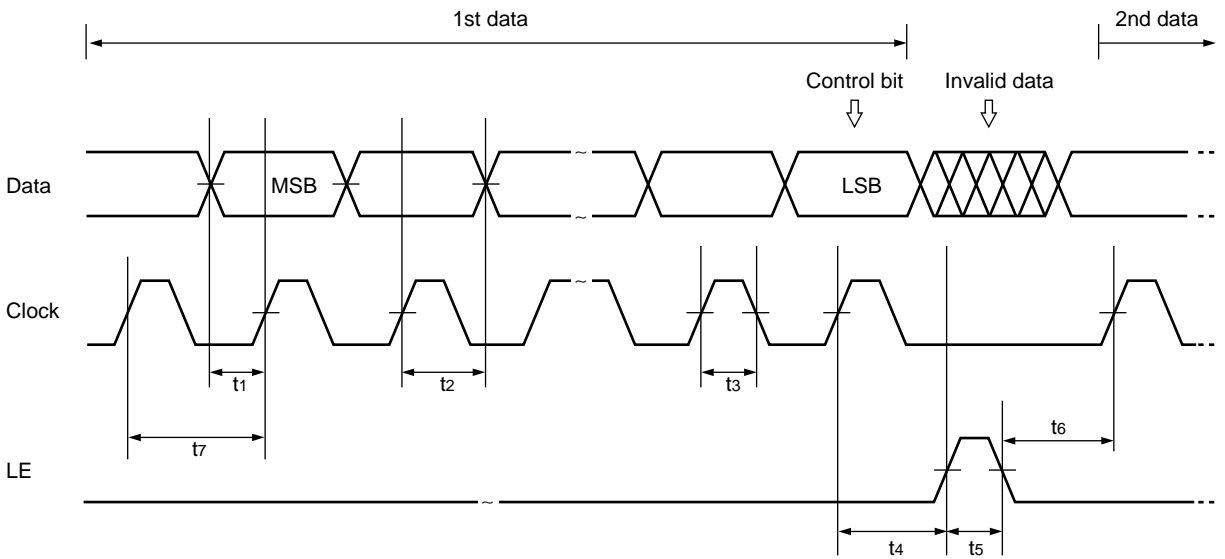 1st data
2nd data
Control bit
Invalid data
Data
MSB
LSB
Clock
t1
t2
t3
t7
t6
LE
t4
t5